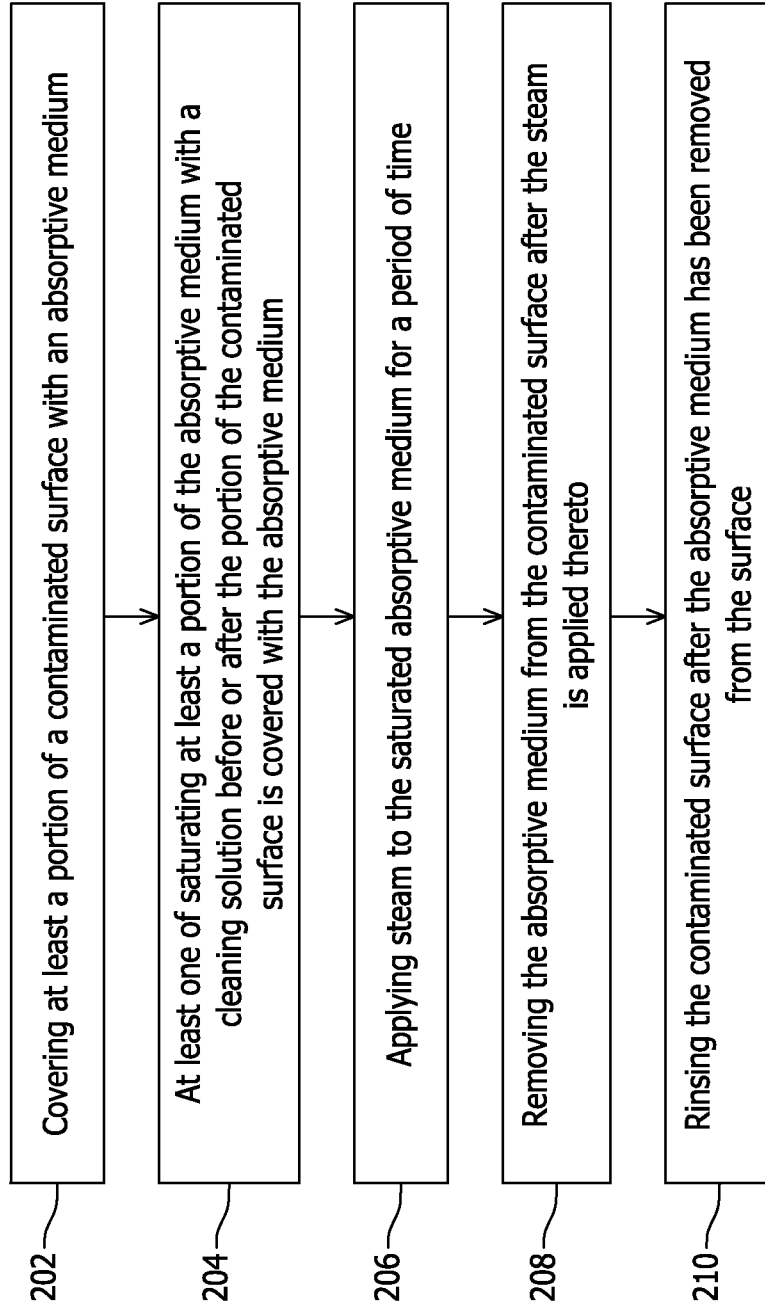 202
Covering at least a portion of a contaminated surface with an absorptive medium
204
At least one of saturating at least a portion of the absorptive medium with a
cleaning solution before or after the portion of the contaminated
surface is covered with the absorptive medium
206
Applying steam to the saturated absorptive medium for a period of time
208
Removing the absorptive medium from the contaminated surface after the steam
is applied thereto
210
Rinsing the contaminated surface after the absorptive medium has been removed
from the surface